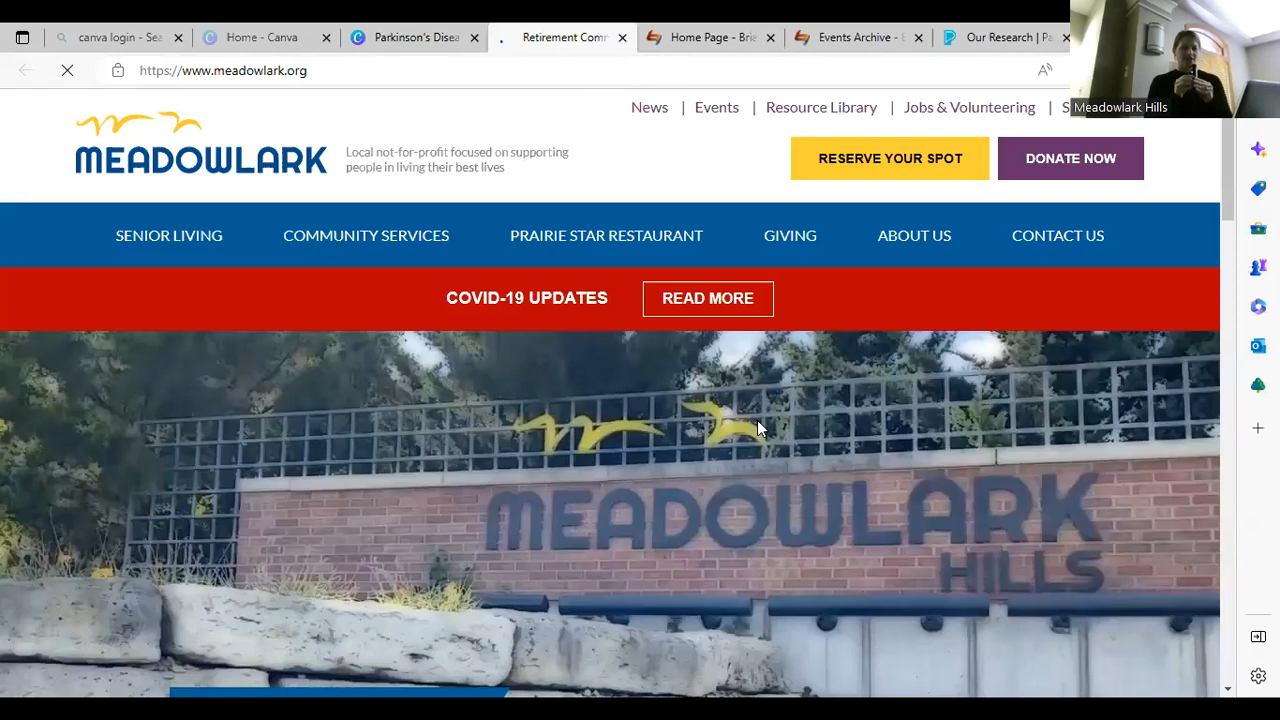 canva login - Sea
Home - Canva
Parkinson's Disea
Retirement Com
Home Page - Brie
Events Archive - E
Our Research | Pa
https://www.meadowlark.org
Meadowlark Hills
News | Events | Resource Library | Jobs & Volunteering | S
MEADOWLARK
Local not-for-profit focused on supporting
people in living their best lives
RESERVE YOUR SPOT
DONATE NOW
SENIOR LIVING COMMUNITY SERVICES PRAIRIE STAR RESTAURANT GIVING ABOUT US CONTACT US
COVID-19 UPDATES READ MORE
MEADOWLARK
HILLS